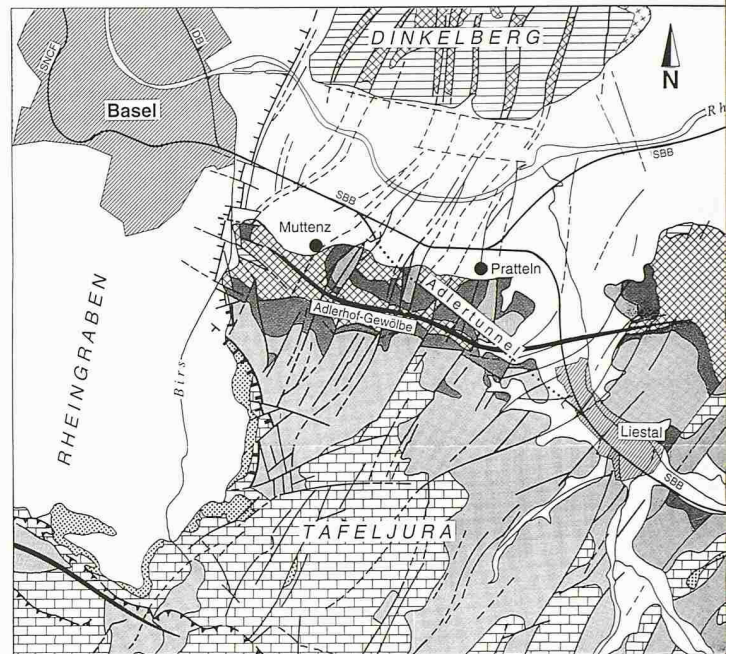 DINKELBERG
N
SNCF
DB
Basel
Rh
SBB
SBB
Muttenz
Pratteln
Adlertunnel
Adlerhof-Gewölbe
RHEINGRABEN
Birs
Liestal
SBB
TAFELJURA